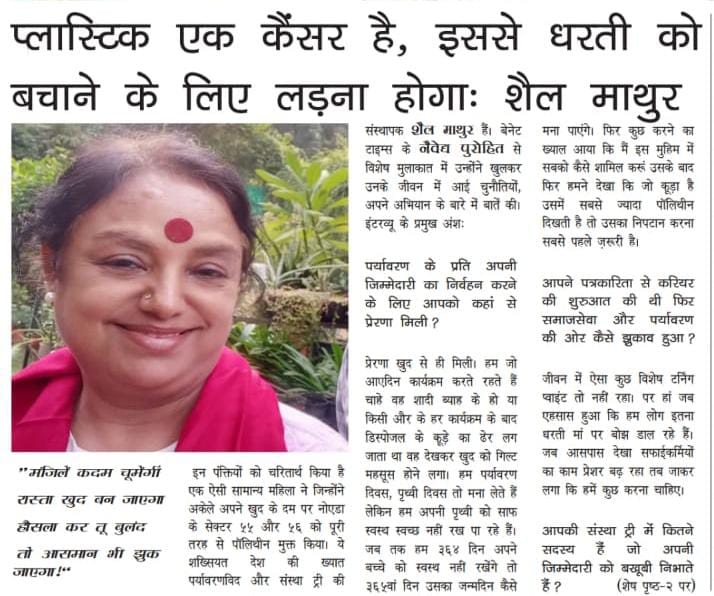 प्लास्टिक एक कैंसर है, इससे धरती को
बचाने के लिए लड़ना होगाः शैल माथुर
"मंजिलें कदम चूमेगी
रास्ता खुद बन जाएगा
हौसला कर तू बुलंद
तो आसमान भी झुक
जाएगा!"
इन पंक्तियों को चरितार्थ किया है
एक ऐसी सामान्य महिला ने जिन्होंने
अकेले अपने खुद के दम पर नोएडा
के सेक्टर ५५ और ५६ को पूरी
तरह से पॉलिथीन मुक्त किया। ये
शख्सियत देश की ख्यात
पर्यावरणविद और संस्था ट्री की
संस्थापक शैल माथुर हैं। बेनेट
टाइम्स के नैवेद्य पुरोहित से
विशेष मुलाकात में उन्होंने खुलकर
उनके जीवन में आई चुनौतियों,
अपने अभियान के बारे में बातें की।
इंटरव्यू के प्रमुख अंशः
पर्यावरण के प्रति अपनी
जिम्मेदारी का निर्वहन करने
के लिए आपको कहां से
प्रेरणा मिली ?
प्रेरणा खुद से ही मिली। हम जो
आएदिन कार्यक्रम करते रहते हैं
चाहे वह शादी ब्याह के हो या
किसी और के हर कार्यक्रम के बाद
डिस्पोजल के कूड़े का ढेर लग
जाता था वह देखकर खुद को गिल्ट
महसूस होने लगा। हम पर्यावरण
दिवस, पृथ्वी दिवस तो मना लेते हैं
लेकिन हम अपनी पृथ्वी को साफ
स्वस्थ स्वच्छ नहीं रख पा रहे हैं।
जब तक हम ३६४ दिन अपने
बच्चे को स्वस्थ नहीं रखेंगे तो
३६५वां दिन उसका जन्मदिन कैसे
मना पाएंगे। फिर कुछ करने का
ख्याल आया कि मैं इस मुहिम में
सबको कैसे शामिल करूं उसके बाद
फिर हमने देखा कि जो कूड़ा है
उसमें सबसे ज्यादा पॉलिथीन
दिखती है तो उसका निपटान करना
सबसे पहले ज़रूरी है।
आपने पत्रकारिता से करियर
की शुरुआत की थी फिर
समाजसेवा और पर्यावरण
की ओर कैसे झुकाव हुआ ?
जीवन में ऐसा कुछ विशेष टर्निंग
प्वाइंट तो नहीं रहा। पर हां जब
एहसास हुआ कि हम लोग इतना
धरती मां पर बोझ डाल रहे हैं।
जब आसपास देखा सफाईकर्मियों
का काम प्रेशर बढ़ रहा तब जाकर
लगा कि हमें कुछ करना चाहिए।
आपकी संस्था ट्री में कितने
सदस्य हैं जो अपनी
जिम्मेदारी को बखूबी निभाते
हैं ? (शेष पृष्ठ-२ पर)